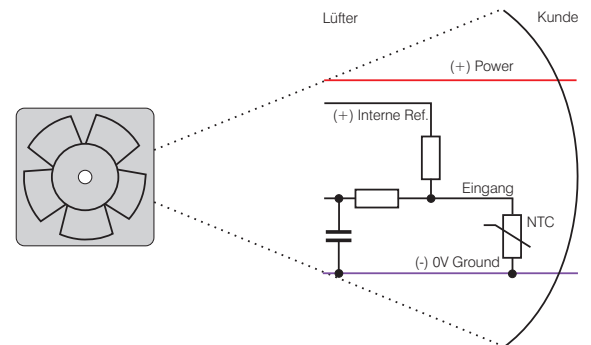 Lüfter
Kunde
(+) Power
(+) Interne Ref.
Eingang
NTC
(-) 0V Ground